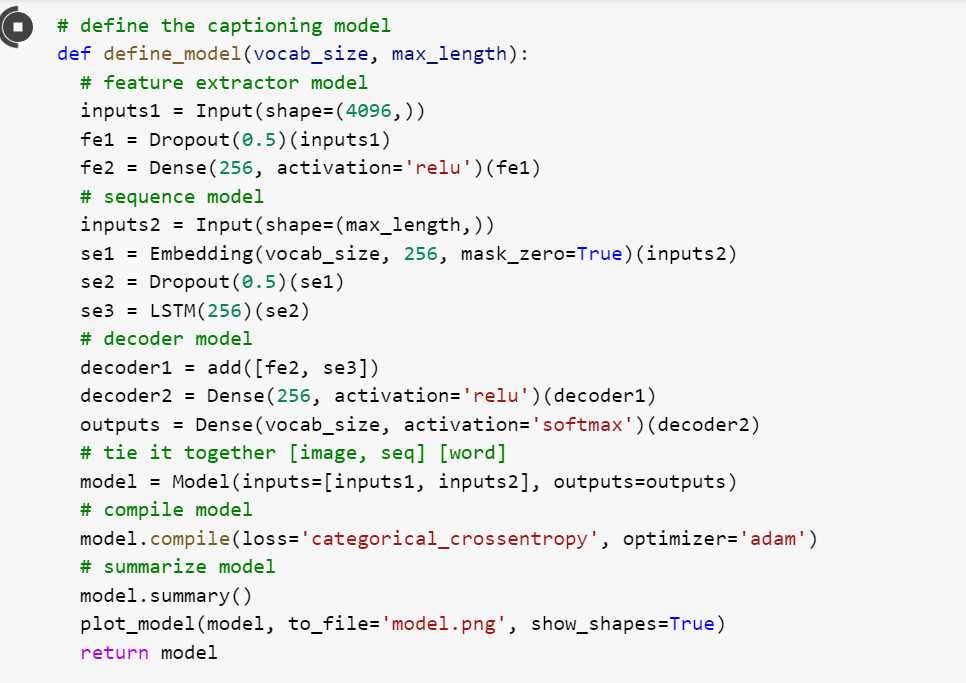 # define the captioning model
def define_model(vocab_size, max_length):
  # feature extractor model
  inputs1 = Input(shape=(4096,))
  fe1 = Dropout(0.5)(inputs1)
  fe2 = Dense(256, activation='relu')(fe1)
  # sequence model
  inputs2 = Input(shape=(max_length,))
  se1 = Embedding(vocab_size, 256, mask_zero=True)(inputs2)
  se2 = Dropout(0.5)(se1)
  se3 = LSTM(256)(se2)
  # decoder model
  decoder1 = add([fe2, se3])
  decoder2 = Dense(256, activation='relu')(decoder1)
  outputs = Dense(vocab_size, activation='softmax')(decoder2)
  # tie it together [image, seq] [word]
  model = Model(inputs=[inputs1, inputs2], outputs=outputs)
  # compile model
  model.compile(loss='categorical_crossentropy', optimizer='adam')
  # summarize model
  model.summary()
  plot_model(model, to_file='model.png', show_shapes=True)
  return model